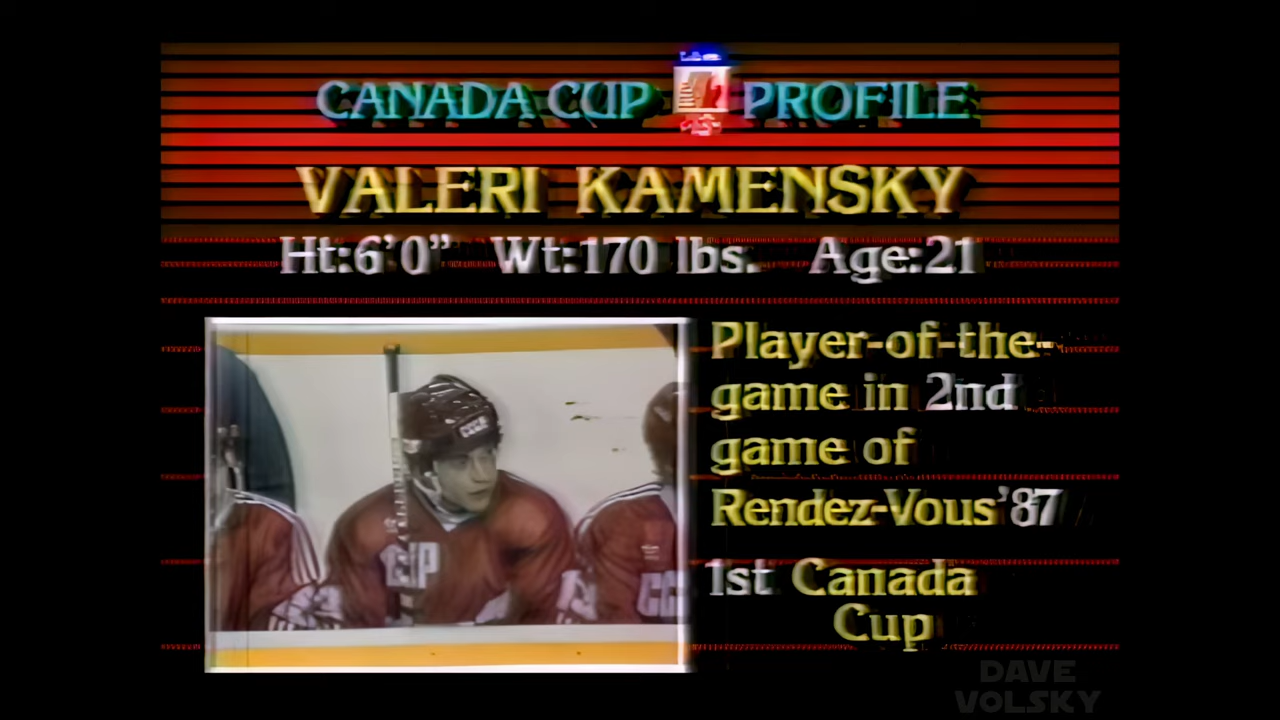 CANADA CUP PROFILE
VALERI KAMENSKY
Ht:6'0" Wt:170 lbs. Age:21
Player-of-the-
game in 2nd
game of
Rendez-Vous'87
1st Canada
Cup
CCCP
DAVE
VOLSKY